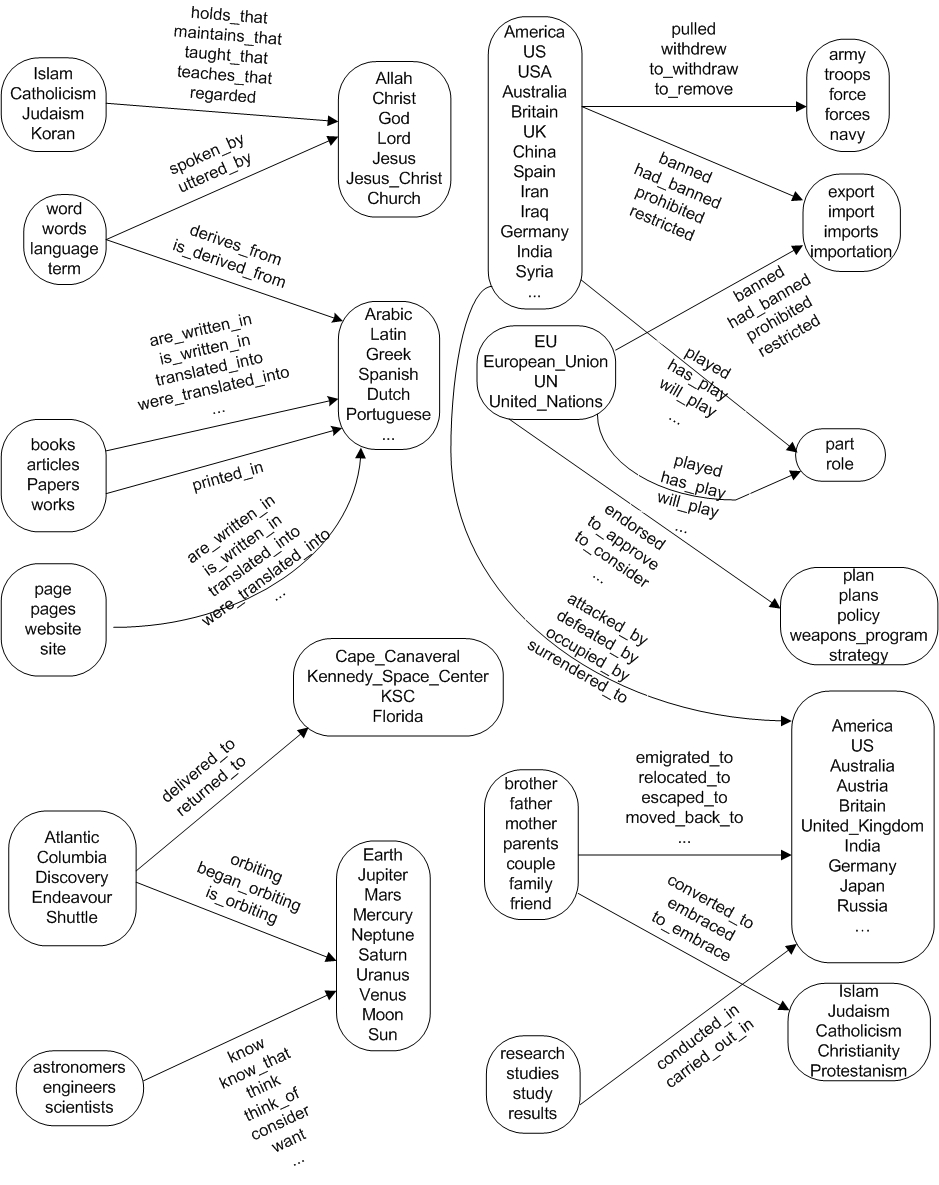 holds_that
maintains_that
taught_that
teaches_that
regarded
Islam
Catholicism
Judaism
Koran
Allah
Christ
God
Lord
Jesus
Jesus_Christ
Church
spoken_by
uttered_by
word
words
language
term
derives_from
is_derived_from
Arabic
Latin
Greek
Spanish
Dutch
Portuguese
...
are_written_in
is_written_in
translated_into
were_translated_into
...
books
articles
Papers
works
printed_in
are_written_in
is_written_in
translated_into
were_translated_into
...
page
pages
website
site
Cape_Canaveral
Kennedy_Space_Center
KSC
Florida
delivered_to
returned_to
Atlantic
Columbia
Discovery
Endeavour
Shuttle
orbiting
began_orbiting
is_orbiting
Earth
Jupiter
Mars
Mercury
Neptune
Saturn
Uranus
Venus
Moon
Sun
astronomers
engineers
scientists
know
know_that
think
think_of
consider
want
...
America
US
USA
Australia
Britain
UK
China
Spain
Iran
Iraq
Germany
India
Syria
...
pulled
withdrew
to_withdraw
to_remove
army
troops
force
forces
navy
banned
had_banned
prohibited
restricted
export
import
imports
importation
banned
had_banned
prohibited
restricted
EU
European_Union
UN
United_Nations
played
has_play
will_play
...
part
role
played
has_play
will_play
...
endorsed
to_approve
to_consider
...
plan
plans
policy
weapons_program
strategy
attacked_by
defeated_by
occupied_by
surrendered_to
America
US
Australia
Austria
Britain
United_Kingdom
India
Germany
Japan
Russia
...
emigrated_to
relocated_to
escaped_to
moved_back_to
...
brother
father
mother
parents
couple
family
friend
converted_to
embraced
to_embrace
Islam
Judaism
Catholicism
Christianity
Protestanism
conducted_in
carried_out_in
research
studies
study
results